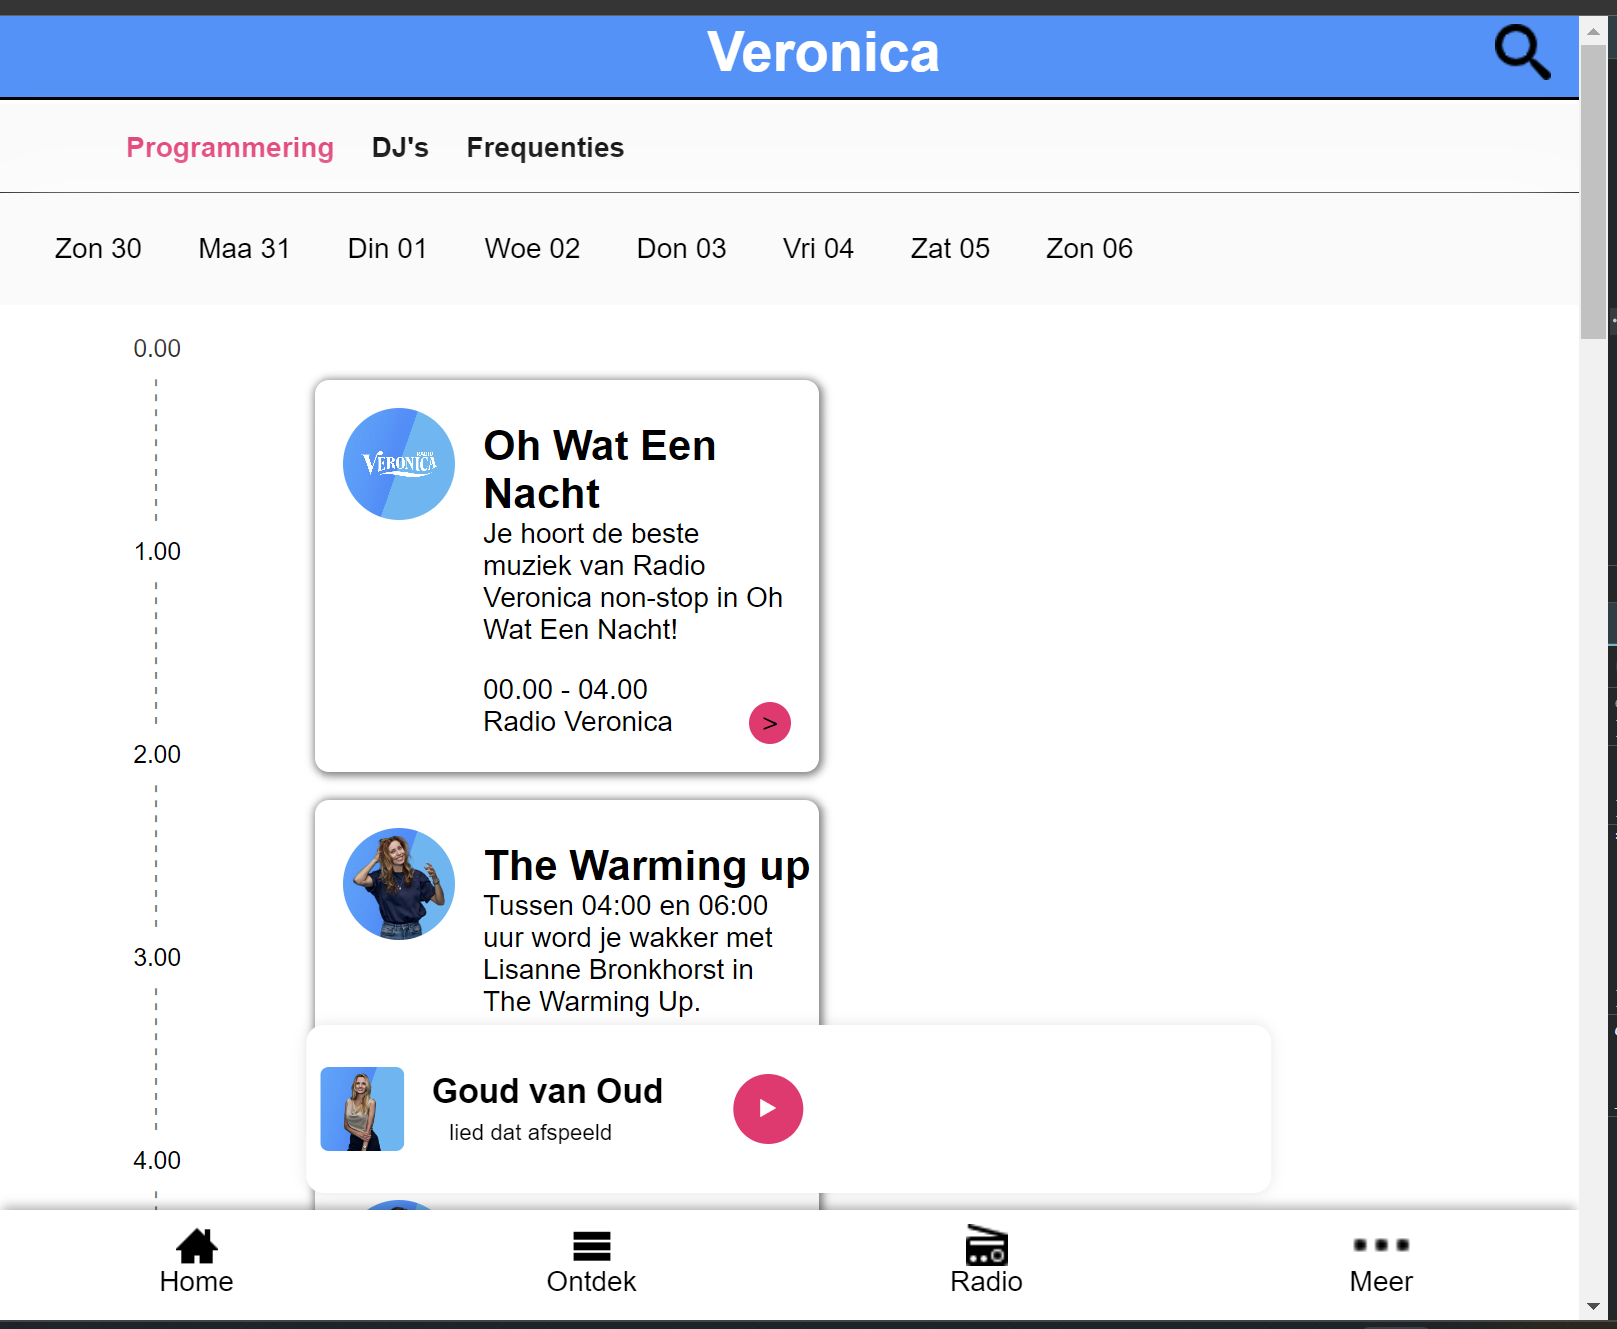 Veronica
Programmering DJ's Frequenties
Zon 30 Maa 31 Din 01 Woe 02 Don 03 Vri 04 Zat 05 Zon 06
0.00
1.00
2.00
3.00
4.00
RADIO
VERONICA
Oh Wat Een
Nacht
Je hoort de beste
muziek van Radio
Veronica non-stop in Oh
Wat Een Nacht!
00.00 - 04.00
Radio Veronica
>
The Warming up
Tussen 04:00 en 06:00
uur word je wakker met
Lisanne Bronkhorst in
The Warming Up.
Goud van Oud
lied dat afspeeld
Home Ontdek Radio Meer